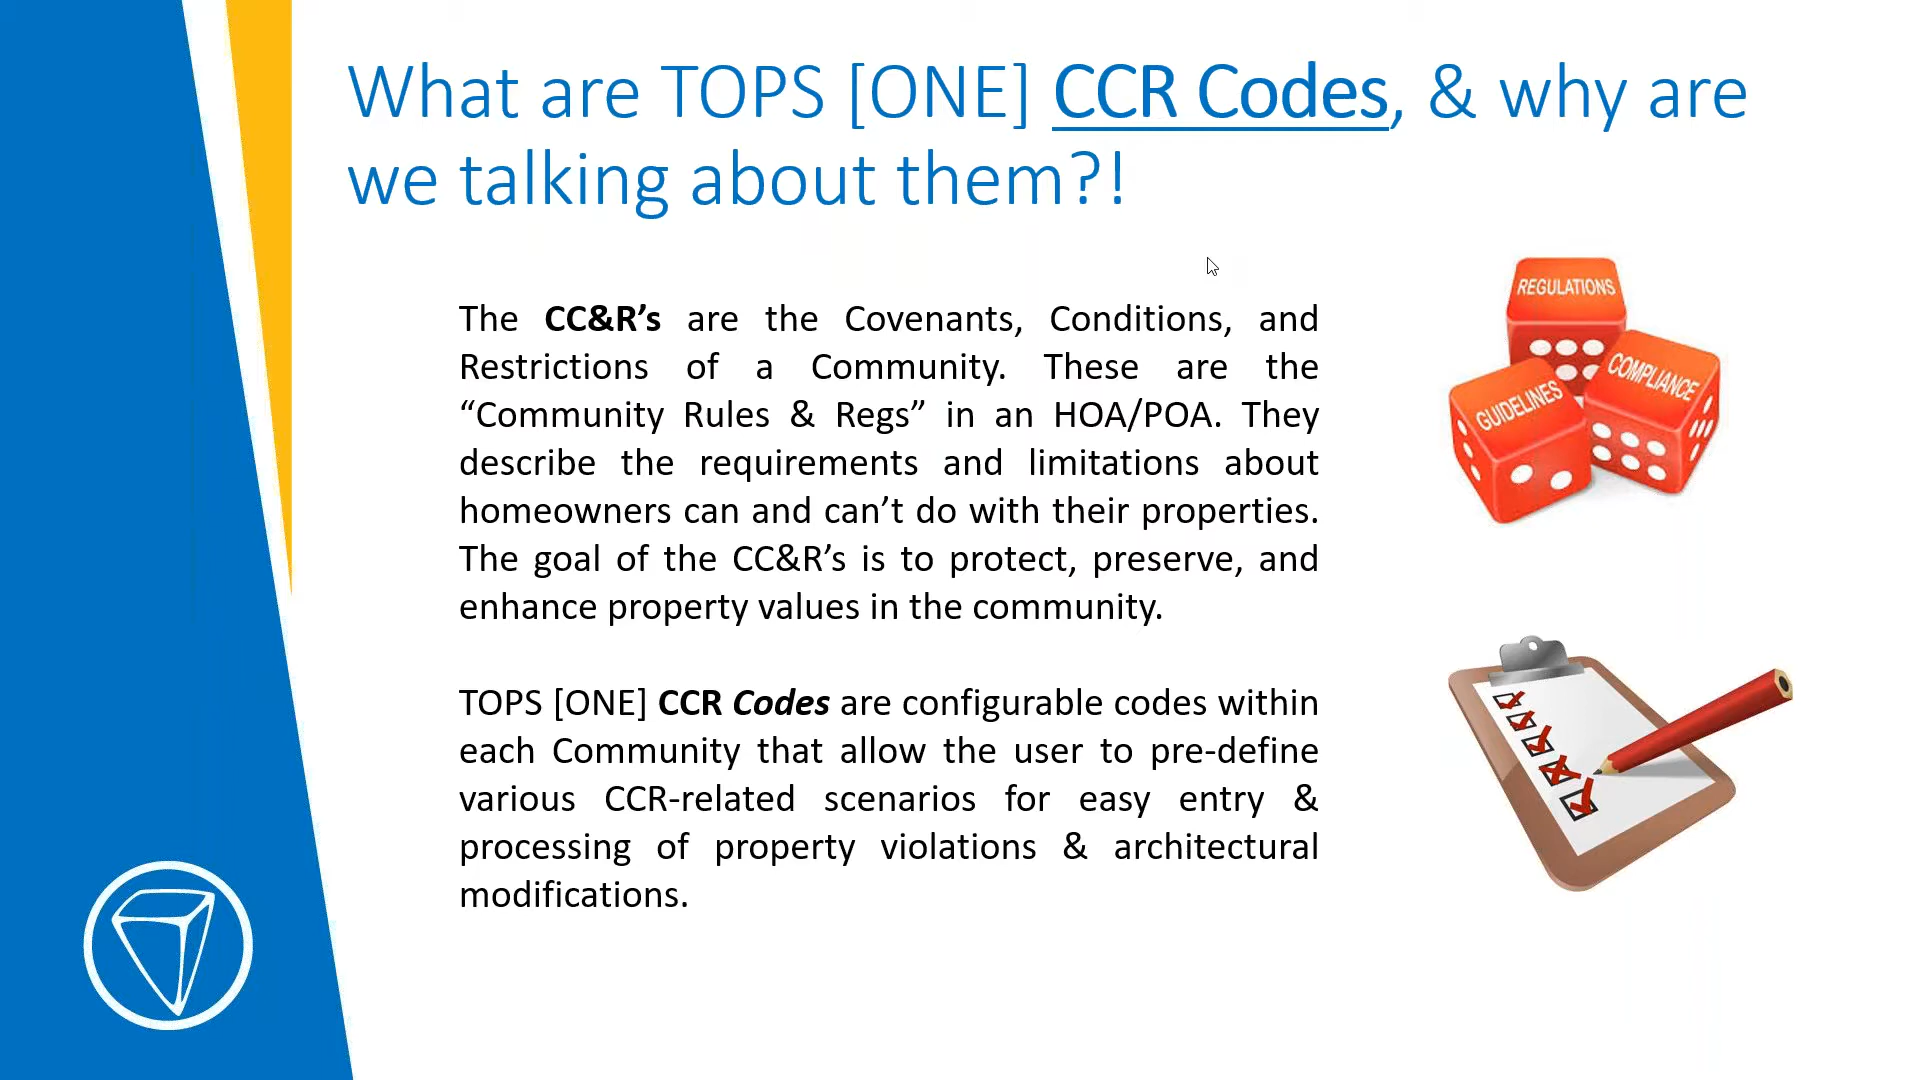 What are TOPS [ONE] CCR Codes, & why are
we talking about them?!
The CC&R’s are the Covenants, Conditions, and
Restrictions of a Community. These are the
“Community Rules & Regs” in an HOA/POA. They
describe the requirements and limitations about
homeowners can and can’t do with their properties.
The goal of the CC&R’s is to protect, preserve, and
enhance property values in the community.
TOPS [ONE] CCR Codes are configurable codes within
each Community that allow the user to pre-define
various CCR-related scenarios for easy entry &
processing of property violations & architectural
modifications.
REGULATIONS
GUIDELINES
COMPLIANCE